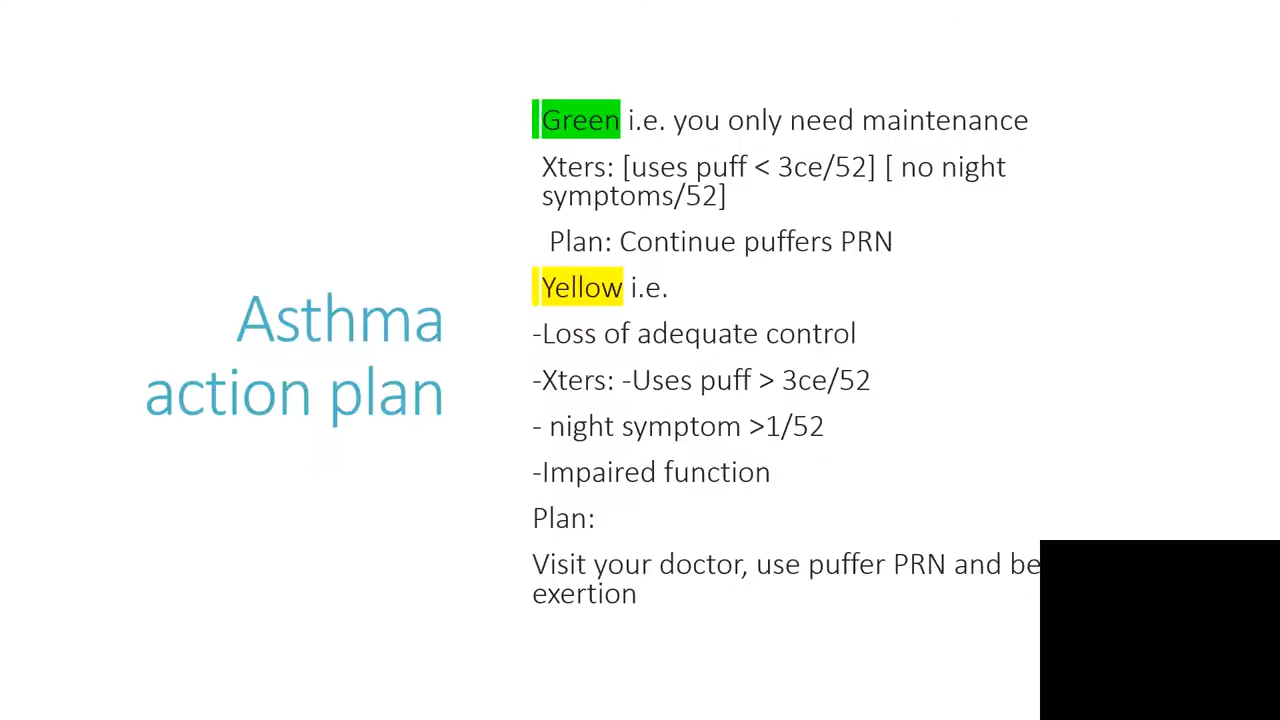 Asthma
action plan
Green i.e. you only need maintenance
Xters: [uses puff < 3ce/52] [ no night
symptoms/52]
Plan: Continue puffers PRN
Yellow i.e.
-Loss of adequate control
-Xters: -Uses puff > 3ce/52
- night symptom >1/52
-Impaired function
Plan:
Visit your doctor, use puffer PRN and
exertion